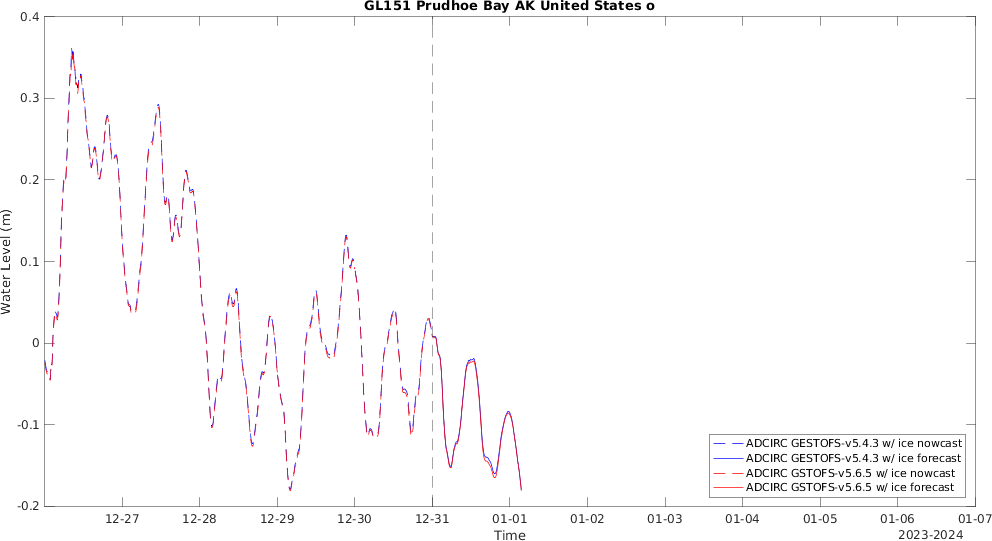 GL151 Prudhoe Bay AK United States o
0.4
0.3
0.2
0.1
0
-0.1
-0.2
Water Level (m)
12-27 12-28 12-29 12-30 12-31 01-01 01-02 01-03 01-04 01-05 01-06 01-07
Time
2023-2024
ADCIRC GESTOFS-v5.4.3 w/ ice nowcast
ADCIRC GESTOFS-v5.4.3 w/ ice forecast
ADCIRC GSTOFS-v5.6.5 w/ ice nowcast
ADCIRC GSTOFS-v5.6.5 w/ ice forecast